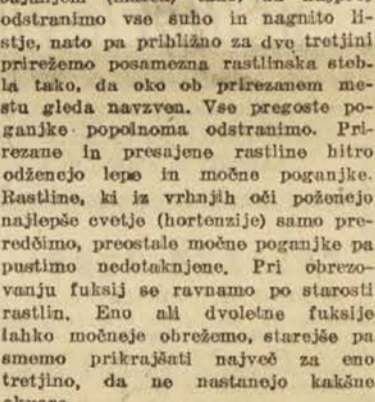 odstranimo vse suho in nagnito li-
stje, nato pa približno za dve tretjini
prirežemo posamezna rastlinska steb-
la tako, da oko ob prirezanem me-
stu gleda navzven. Vse pregoste po-
ganjke popolnoma odstranimo. Pri-
rezane in presajene rastline hitro
odženejo lepe in močne poganjke.
Rastline, ki iz vrhnjih oči poženejo
najlepše cvetje (hortenzije) samo pre-
redčimo, preostale močne poganjke pa
pustimo nedotaknjene. Pri obrezo-
vanju fuksij se ravnamo po starosti
rastlin. Eno ali dvoletne fuksije
lahko močneje obrežemo, starejše pa
smemo prikrajšati največ za eno
tretjino, da ne nastanejo kakšne